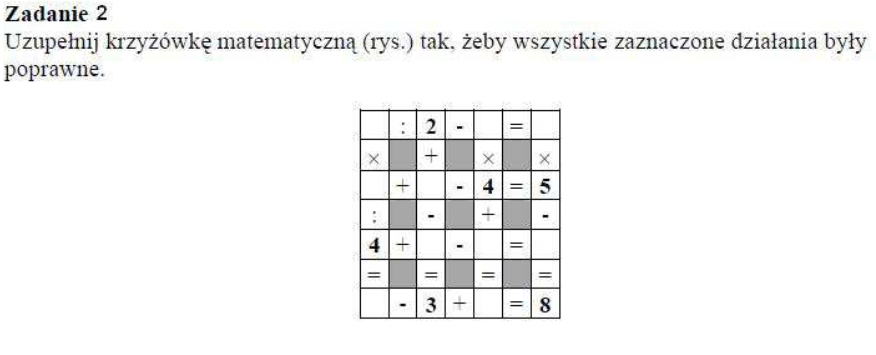 Zadanie 2
Uzupełnij krzyżówkę matematyczną (rys.) tak, żeby wszystkie zaznaczone działania były
poprawne.
: 2 - =
× + × ×
+ - 4 = 5
: - + -
4 + - =
= = = =
- 3 + = 8